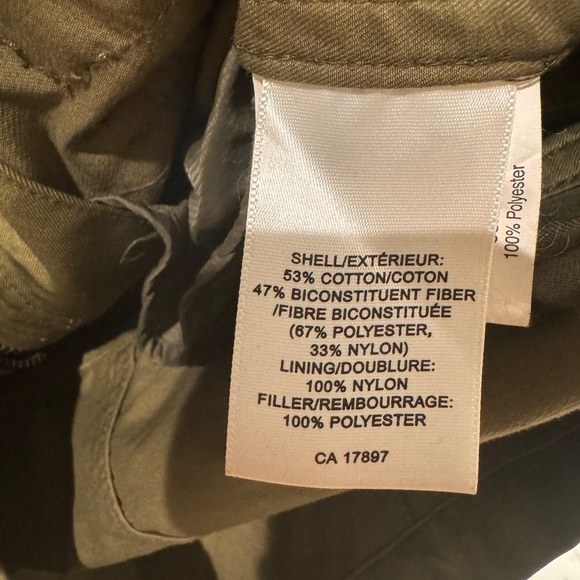 SHELL/EXTÉRIEUR:
53% COTTON/COTON
47% BICONSTITUENT FIBER
/FIBRE BICONSTITUÉE
(67% POLYESTER,
33% NYLON)
LINING/DOUBLURE:
100% NYLON
FILLER/REMBOURRAGE:
100% POLYESTER
CA 17897
100% Polyester